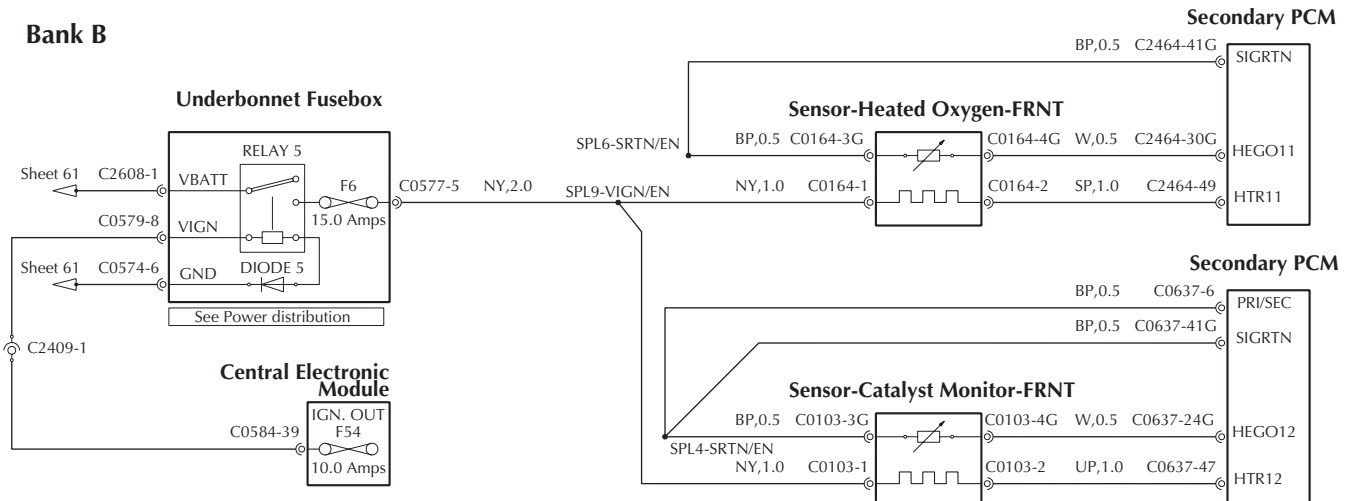 Bank B
Secondary PCM
BP,0.5 C2464-41G
SIGRTN
Underbonnet Fusebox
Sensor-Heated Oxygen-FRNT
RELAY 5
SPL6-SRTN/EN
BP,0.5 C0164-3G
C0164-4G W,0.5 C2464-30G
HEGO11
Sheet 61 C2608-1
VBATT
F6
C0577-5 NY,2.0
SPL9-VIGN/EN
NY,1.0 C0164-1
C0164-2 SP,1.0 C2464-49
HTR11
15.0 Amps
C0579-8
VIGN
Sheet 61 C0574-6
GND
DIODE 5
See Power distribution
Secondary PCM
BP,0.5 C0637-6
PRI/SEC
BP,0.5 C0637-41G
SIGRTN
C2409-1
Central Electronic
Module
Sensor-Catalyst Monitor-FRNT
IGN. OUT
F54
10.0 Amps
C0584-39
BP,0.5 C0103-3G
C0103-4G W,0.5 C0637-24G
HEGO12
SPL4-SRTN/EN
NY,1.0 C0103-1
C0103-2 UP,1.0 C0637-47
HTR12